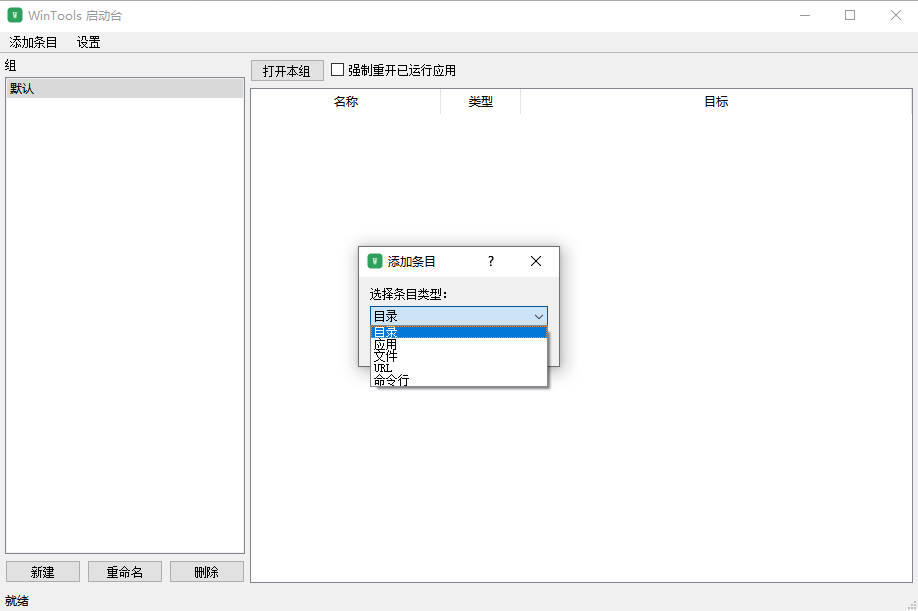 WinTools 启动台
添加条目 设置
组
打开本组 强制重开已运行应用
默认
名称 类型 目标
添加条目 ?
选择条目类型:
目录
目录
应用
文件
URL
命令行
新建 重命名 删除
就绪